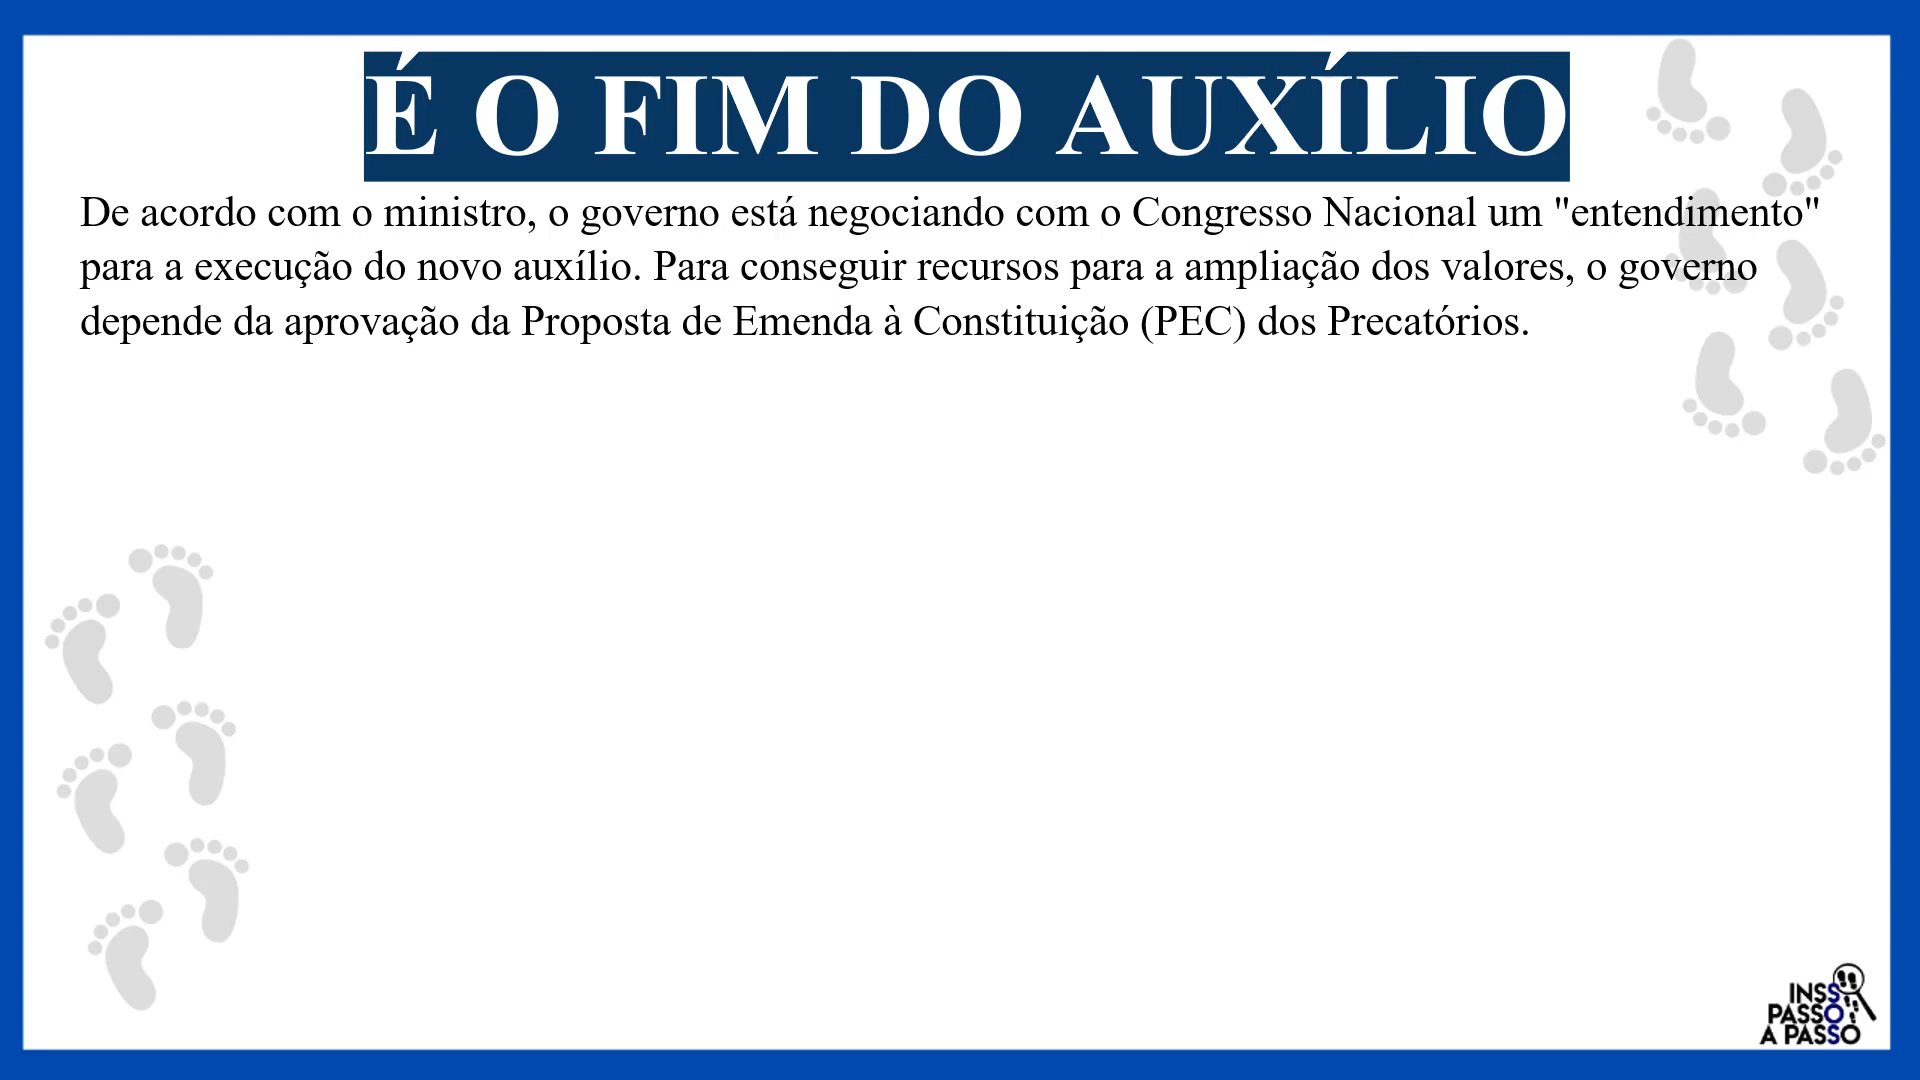 É O FIM DO AUXÍLIO
De acordo com o ministro, o governo está negociando com o Congresso Nacional um "entendimento"
para a execução do novo auxílio. Para conseguir recursos para a ampliação dos valores, o governo
depende da aprovação da Proposta de Emenda à Constituição (PEC) dos Precatórios.
INSS
PASSO
A PASSO